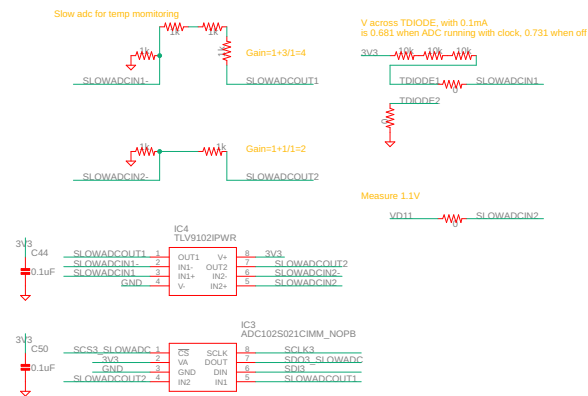 Slow adc for temp momitoring
1k 1k
1k 1k Gain=1+3/1=4
SLOWADCIN1- SLOWADCOUT1
V across TDIODE, with 0.1mA
is 0.681 when ADC running with clock, 0.731 when off
3V3 10k 10k 10k
TDIODE1 0 SLOWADCIN1
TDIODE2
0
1k 1k Gain=1+1/1=2
SLOWADCIN2- SLOWADCOUT2
Measure 1.1V
VD11 0 SLOWADCIN2
IC4
TLV9102IPWR
3V3
C44
0.1uF
SLOWADCOUT1 1 OUT1 V+ 8 3V3
SLOWADCIN1- 2 IN1- OUT2 7 SLOWADCOUT2
SLOWADCIN1 3 IN1+ IN2- 6 SLOWADCIN2-
GND 4 V- IN2+ 5 SLOWADCIN2
IC3
ADC102S021CIMM_NOPB
3V3
C50
0.1uF
SCS3_SLOWADC 1 CS SCLK 8 SCLK3
3V3 2 VA DOUT 7 SDO3_SLOWADC
GND 3 GND DIN 6 SDI3
SLOWADCOUT2 4 IN2 IN1 5 SLOWADCOUT1